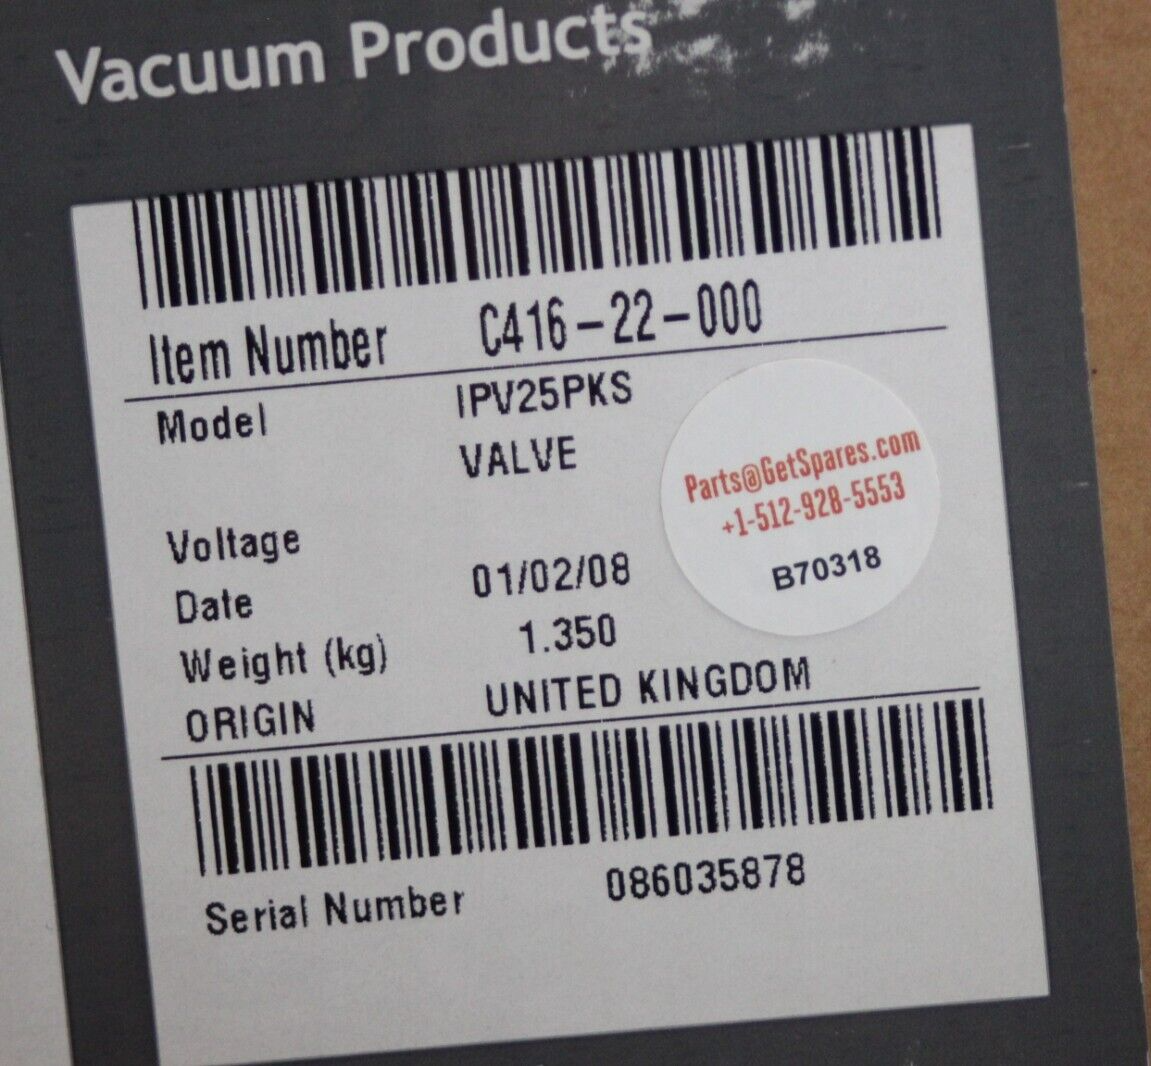 Vacuum Products
Item Number C416-22-000
Model IPV25PKS
VALVE
Parts@GetSpares.com
+1-512-928-5553
B70318
Voltage
Date 01/02/08
Weight (kg) 1.350
ORIGIN UNITED KINGDOM
Serial Number 086035878